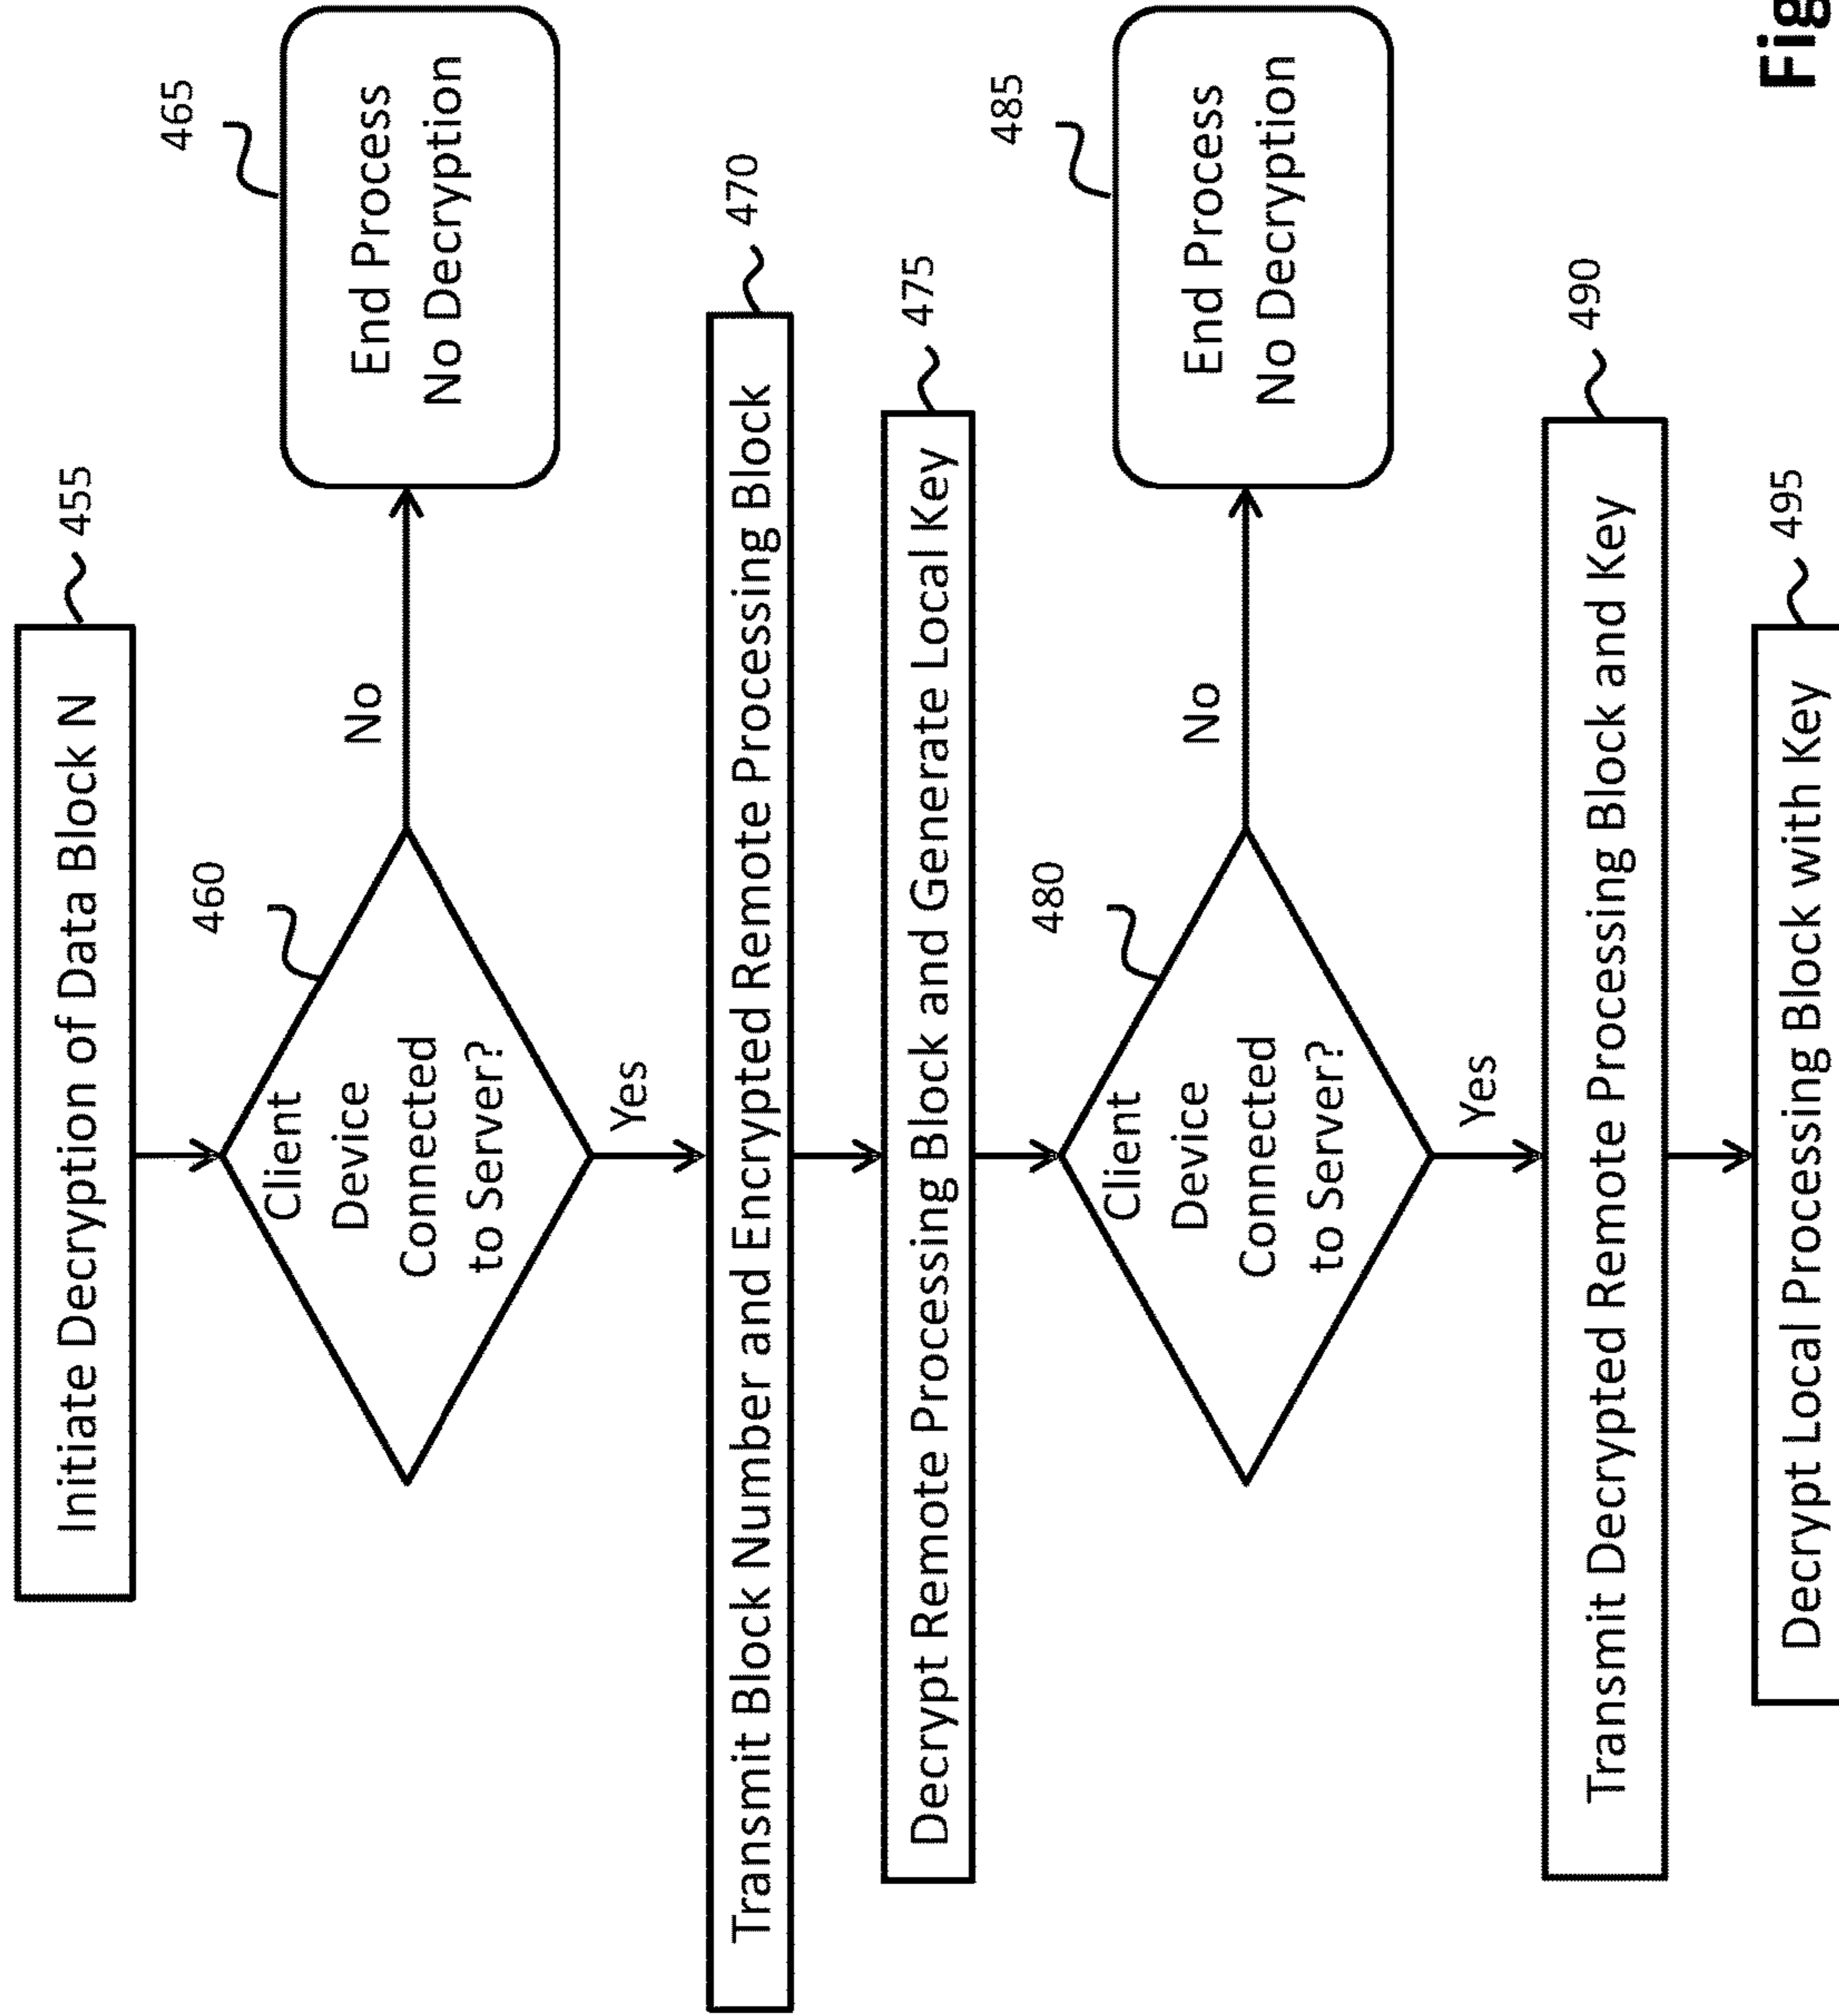 Initiate Decryption of Data Block N
455
460
Client
Device
Connected
to Server?
No
465
End Process
No Decryption
Yes
Transmit Block Number and Encrypted Remote Processing Block
470
Decrypt Remote Processing Block and Generate Local Key
475
480
Client
Device
Connected
to Server?
No
485
End Process
No Decryption
Yes
Transmit Decrypted Remote Processing Block and Key
490
Decrypt Local Processing Block with Key
495
Fig